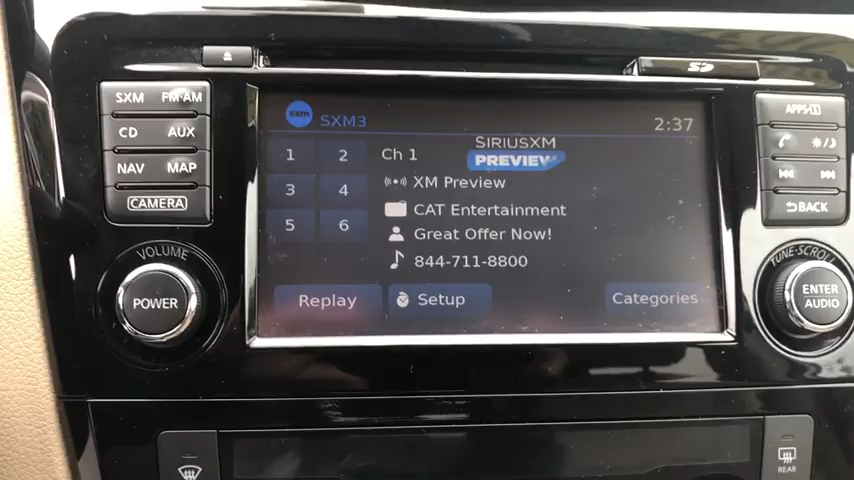 SD
SXM FM·AM
CD AUX
NAV MAP
CAMERA
VOLUME
POWER
sxm SXM3 2:37
1 2
3 4
5 6
Ch 1
SIRIUSXM
PREVIEW
XM Preview
CAT Entertainment
Great Offer Now!
844-711-8800
Replay Setup Categories
APPS
BACK
TUNE·SCROLL
ENTER
AUDIO
REAR